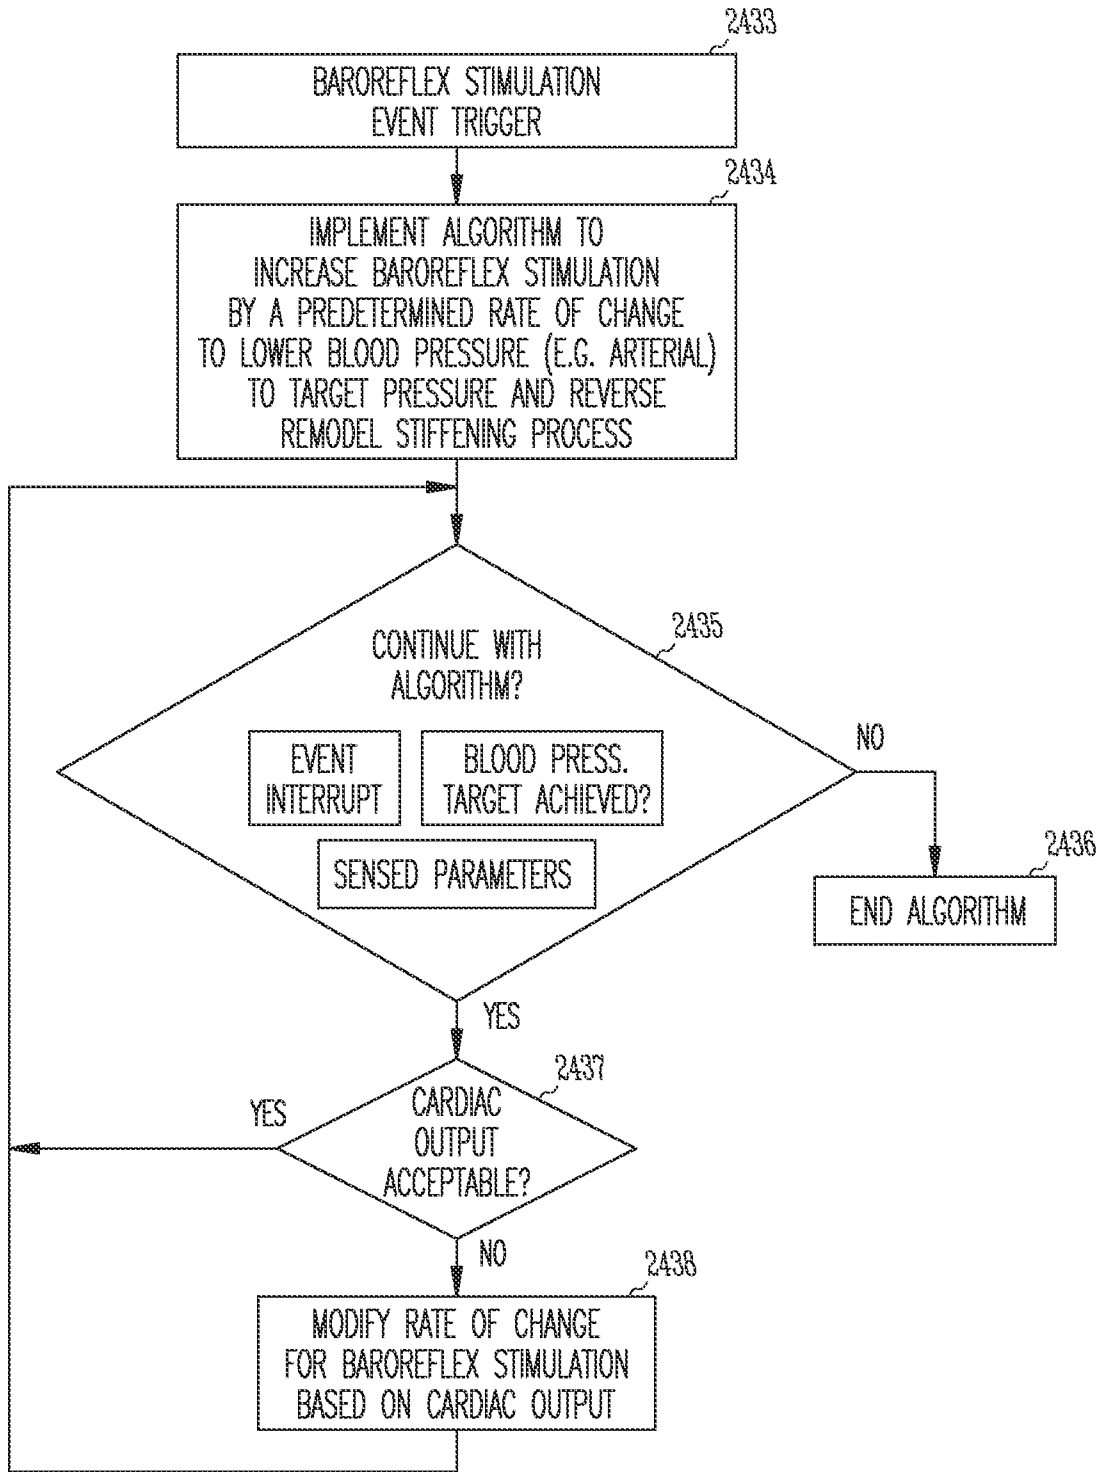 2433
BAROREFLEX STIMULATION
EVENT TRIGGER
2434
IMPLEMENT ALGORITHM TO
INCREASE BAROREFLEX STIMULATION
BY A PREDETERMINED RATE OF CHANGE
TO LOWER BLOOD PRESSURE (E.G. ARTERIAL)
TO TARGET PRESSURE AND REVERSE
REMODEL STIFFENING PROCESS
2435
CONTINUE WITH
ALGORITHM?
EVENT
INTERRUPT
BLOOD PRESS.
TARGET ACHIEVED?
SENSED PARAMETERS
NO
2436
END ALGORITHM
YES
2437
CARDIAC
OUTPUT
ACCEPTABLE?
YES
NO
2438
MODIFY RATE OF CHANGE
FOR BAROREFLEX STIMULATION
BASED ON CARDIAC OUTPUT